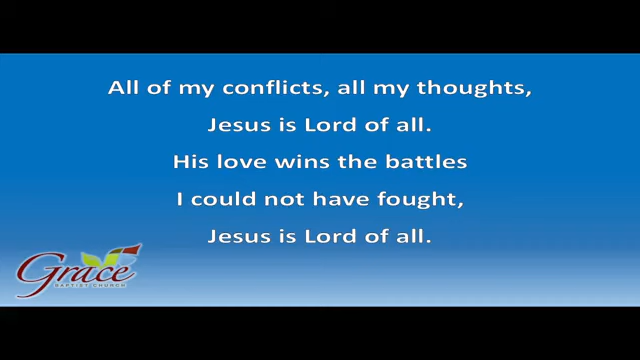 All of my conflicts, all my thoughts,
Jesus is Lord of all.
His love wins the battles
I could not have fought,
Jesus is Lord of all.
Grace
BAPTIST CHURCH